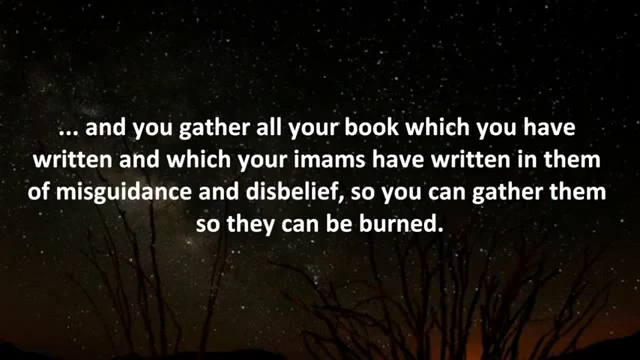 ... and you gather all your book which you have
written and which your imams have written in them
of misguidance and disbelief, so you can gather them
so they can be burned.